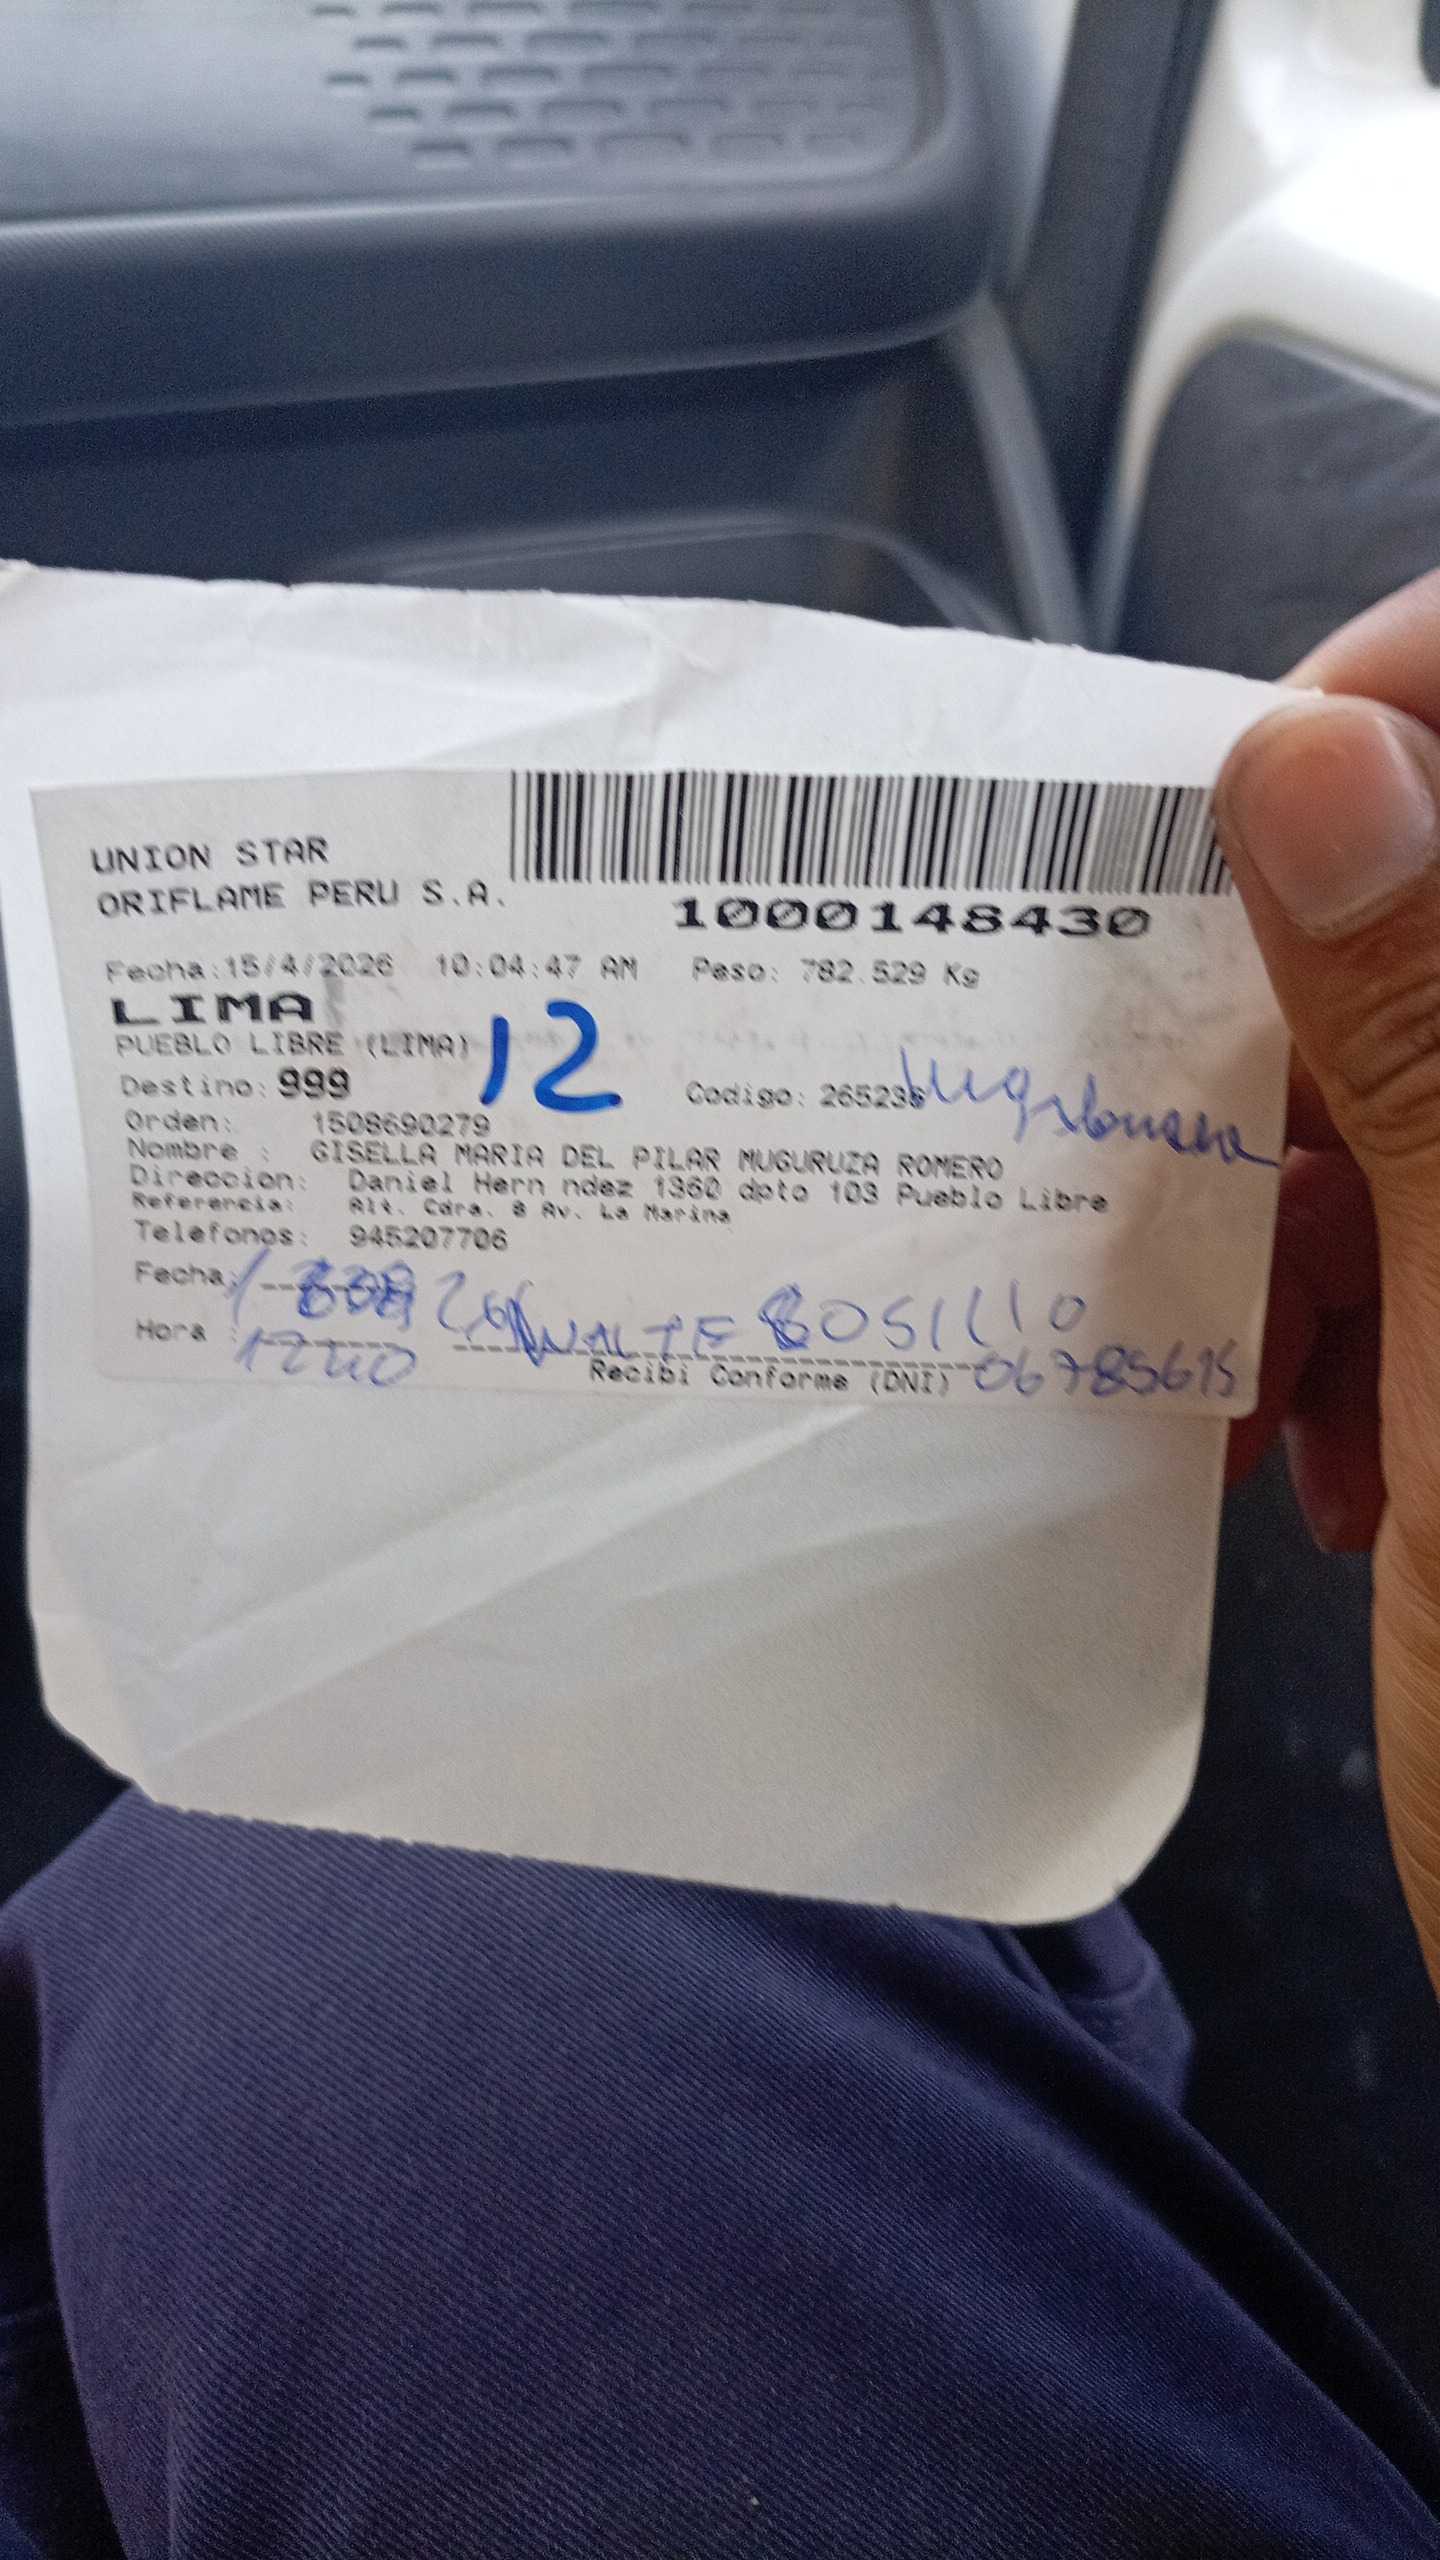 UNION STAR
ORIFLAME PERU S.A.
1000148430
Fecha:15/4/2026 10:04:47 AM Peso: 782.529 Kg
LIMA
PUEBLO LIBRE (LIMA) 12
Destino: 999 Codigo: 265236
Orden: 1508690279
Nombre : GISELLA MARIA DEL PILAR MUGURUZA ROMERO
Direccion: Daniel Hern ndez 1360 dpto 103 Pueblo Libre
Referencia: Alt. Cdra. 8 Av. La Marina
Telefonos: 945207706
Fecha:
Hora : 1240
Recibi Conforme (DNI) 06785615